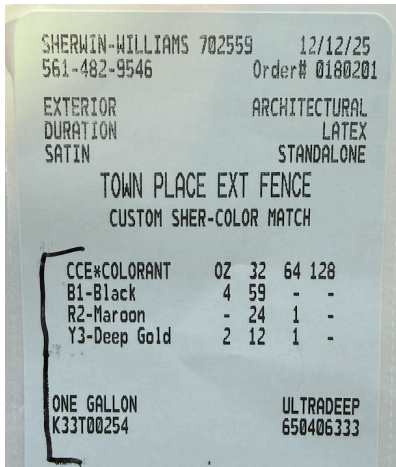 SHERWIN-WILLIAMS 702559 12/12/25
561-482-9546 Order# 0180201
EXTERIOR ARCHITECTURAL
DURATION LATEX
SATIN STANDALONE
TOWN PLACE EXT FENCE
CUSTOM SHER-COLOR MATCH
CCE*COLORANT OZ 32 64 128
B1-Black 4 59 - -
R2-Maroon - 24 1 -
Y3-Deep Gold 2 12 1 -
ONE GALLON ULTRADEEP
K33T00254 650406333